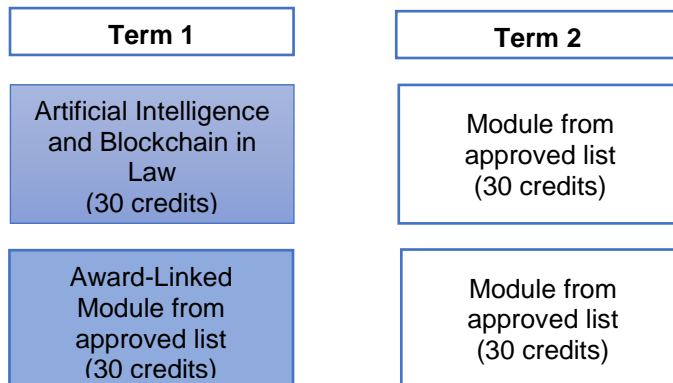 Term 1
Term 2
Artificial Intelligence
and Blockchain in
Law
(30 credits)
Module from
approved list
(30 credits)
Award-Linked
Module from
approved list
(30 credits)
Module from
approved list
(30 credits)